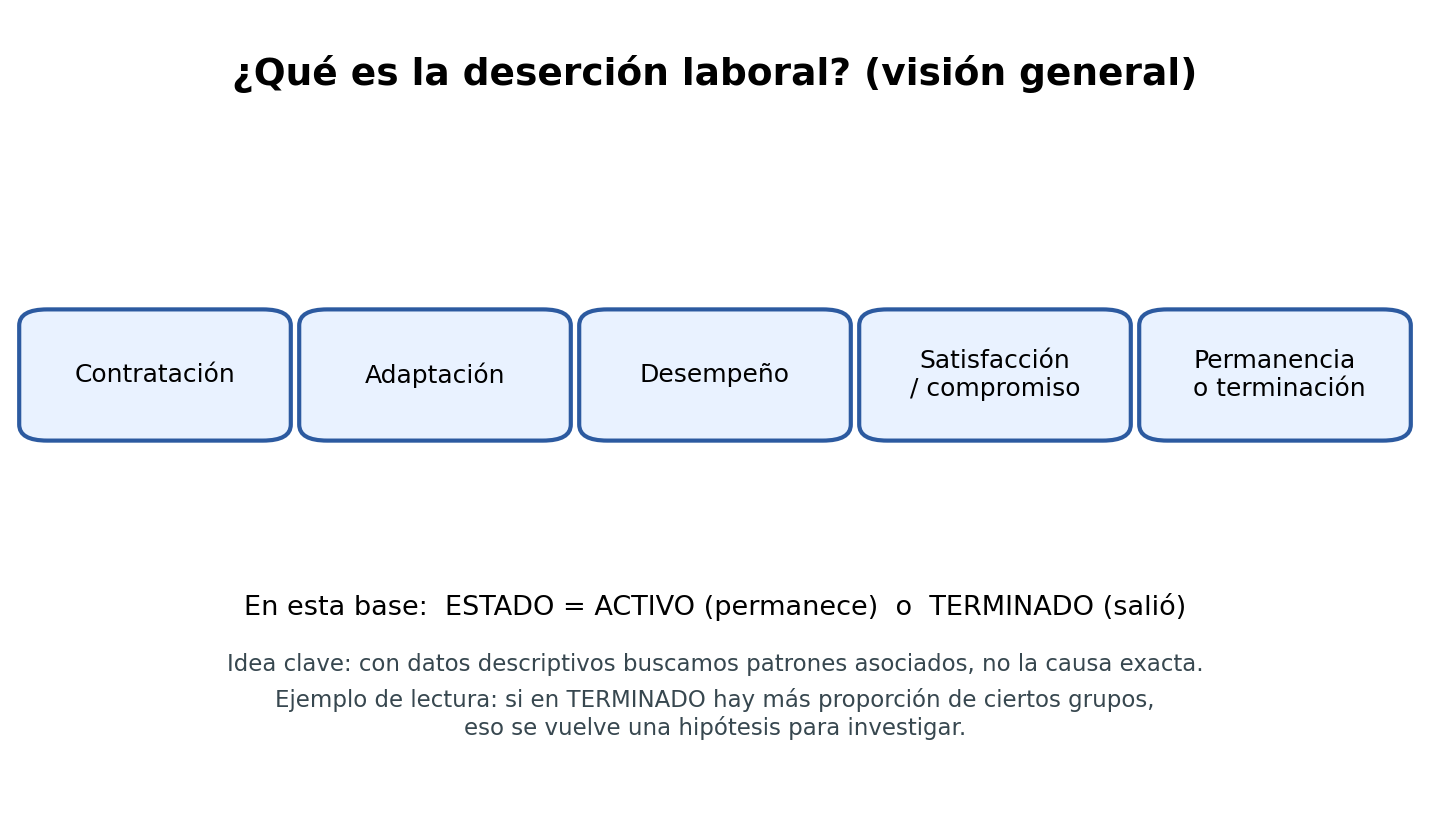 ¿Qué es la deserción laboral? (visión general)
Contratación
Adaptación
Desempeño
Satisfacción
/ compromiso
Permanencia
o terminación
En esta base:  ESTADO = ACTIVO (permanece)  o  TERMINADO (salió)
Idea clave: con datos descriptivos buscamos patrones asociados, no la causa exacta.
Ejemplo de lectura: si en TERMINADO hay más proporción de ciertos grupos,
eso se vuelve una hipótesis para investigar.